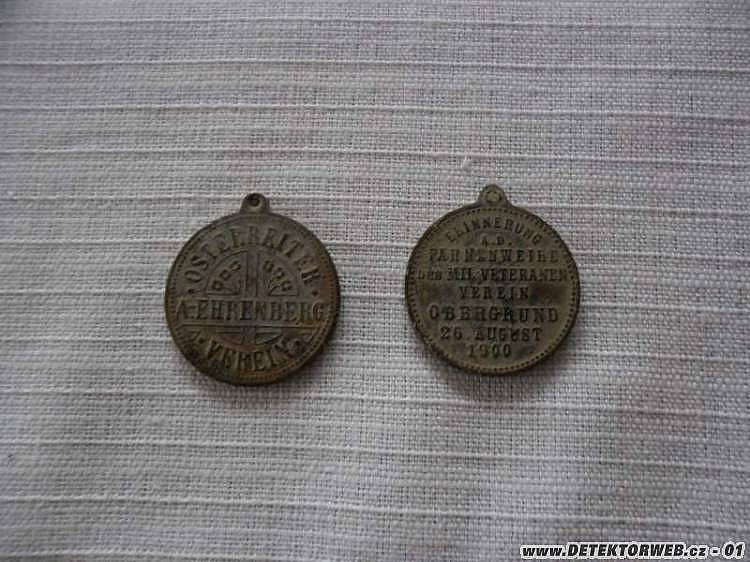 OSTERREITER
A-EHRENBERG
VEREIN
ERINNERUNG
A.D.
FAHNENWEIHE
DES MIL. VETERANEN
VEREIN
OBERGRUND
26. AUGUST
1900
www.DETEKTORWEB.cz - 01